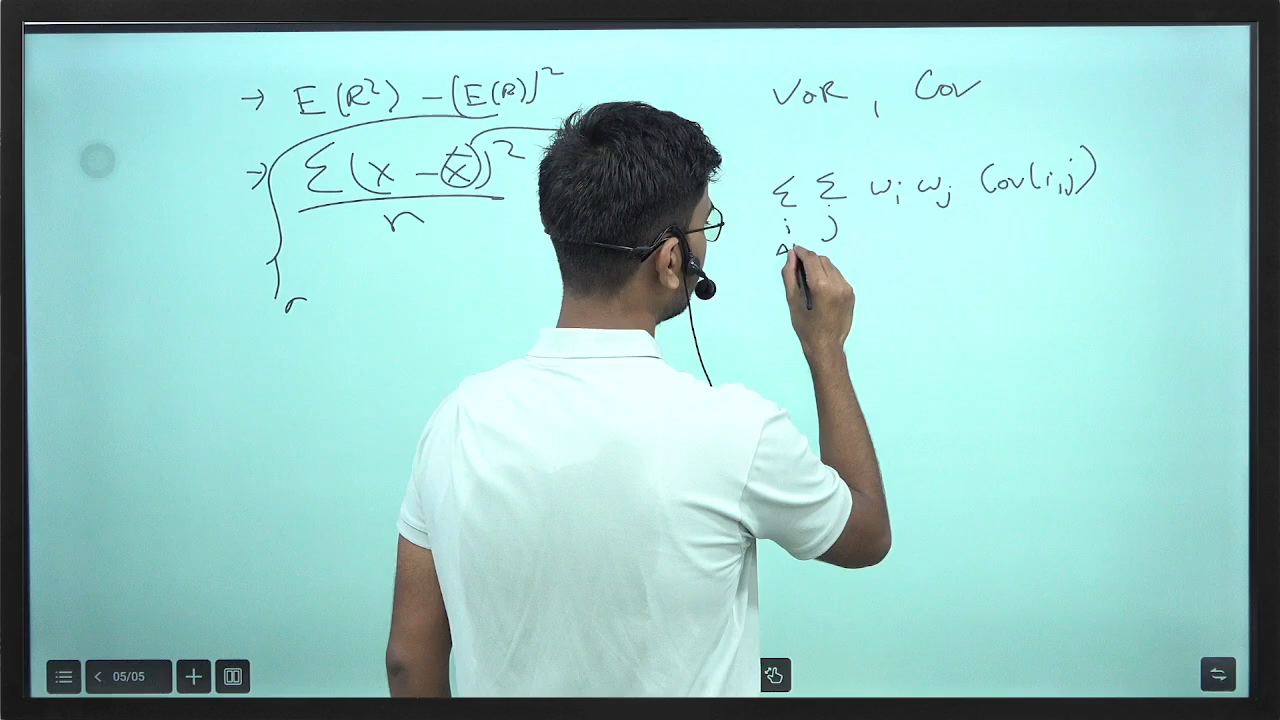 → E(R²) - (E(R))²
→ Σ(x - x̄)²
n
VaR, Cov
Σ Σ wᵢ wⱼ Cov(i,j)
i j
05/05